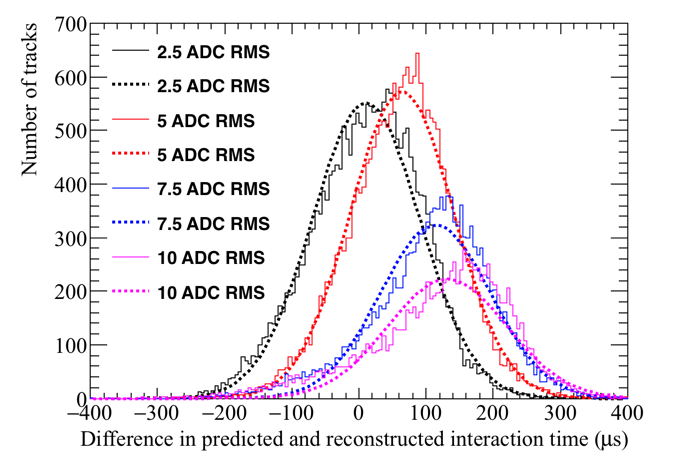 Number of tracks
700
600
500
400
300
200
100
0
2.5 ADC RMS
2.5 ADC RMS
5 ADC RMS
5 ADC RMS
7.5 ADC RMS
7.5 ADC RMS
10 ADC RMS
10 ADC RMS
−400 −300 −200 −100 0 100 200 300 400
Difference in predicted and reconstructed interaction time (μs)